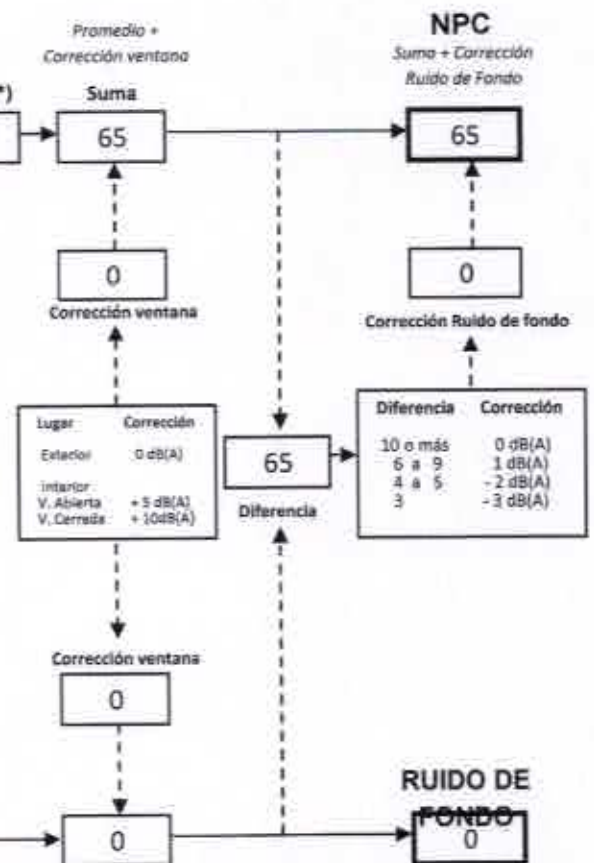 Promedio +
Corrección ventana
*)
Suma
65
NPC
Suma + Corrección
Ruido de Fondo
65
0
Corrección ventana
0
Corrección Ruido de fondo
Lugar Corrección
Exterior 0 dB(A)
Interior
V. Abierta + 5 dB(A)
V. Cerrada + 10dB(A)
65
Diferencia
Diferencia Corrección
10 o más 0 dB(A)
6 a 9 1 dB(A)
4 a 5 - 2 dB(A)
3 - 3 dB(A)
Corrección ventana
0
0
RUIDO DE
FONDO
0